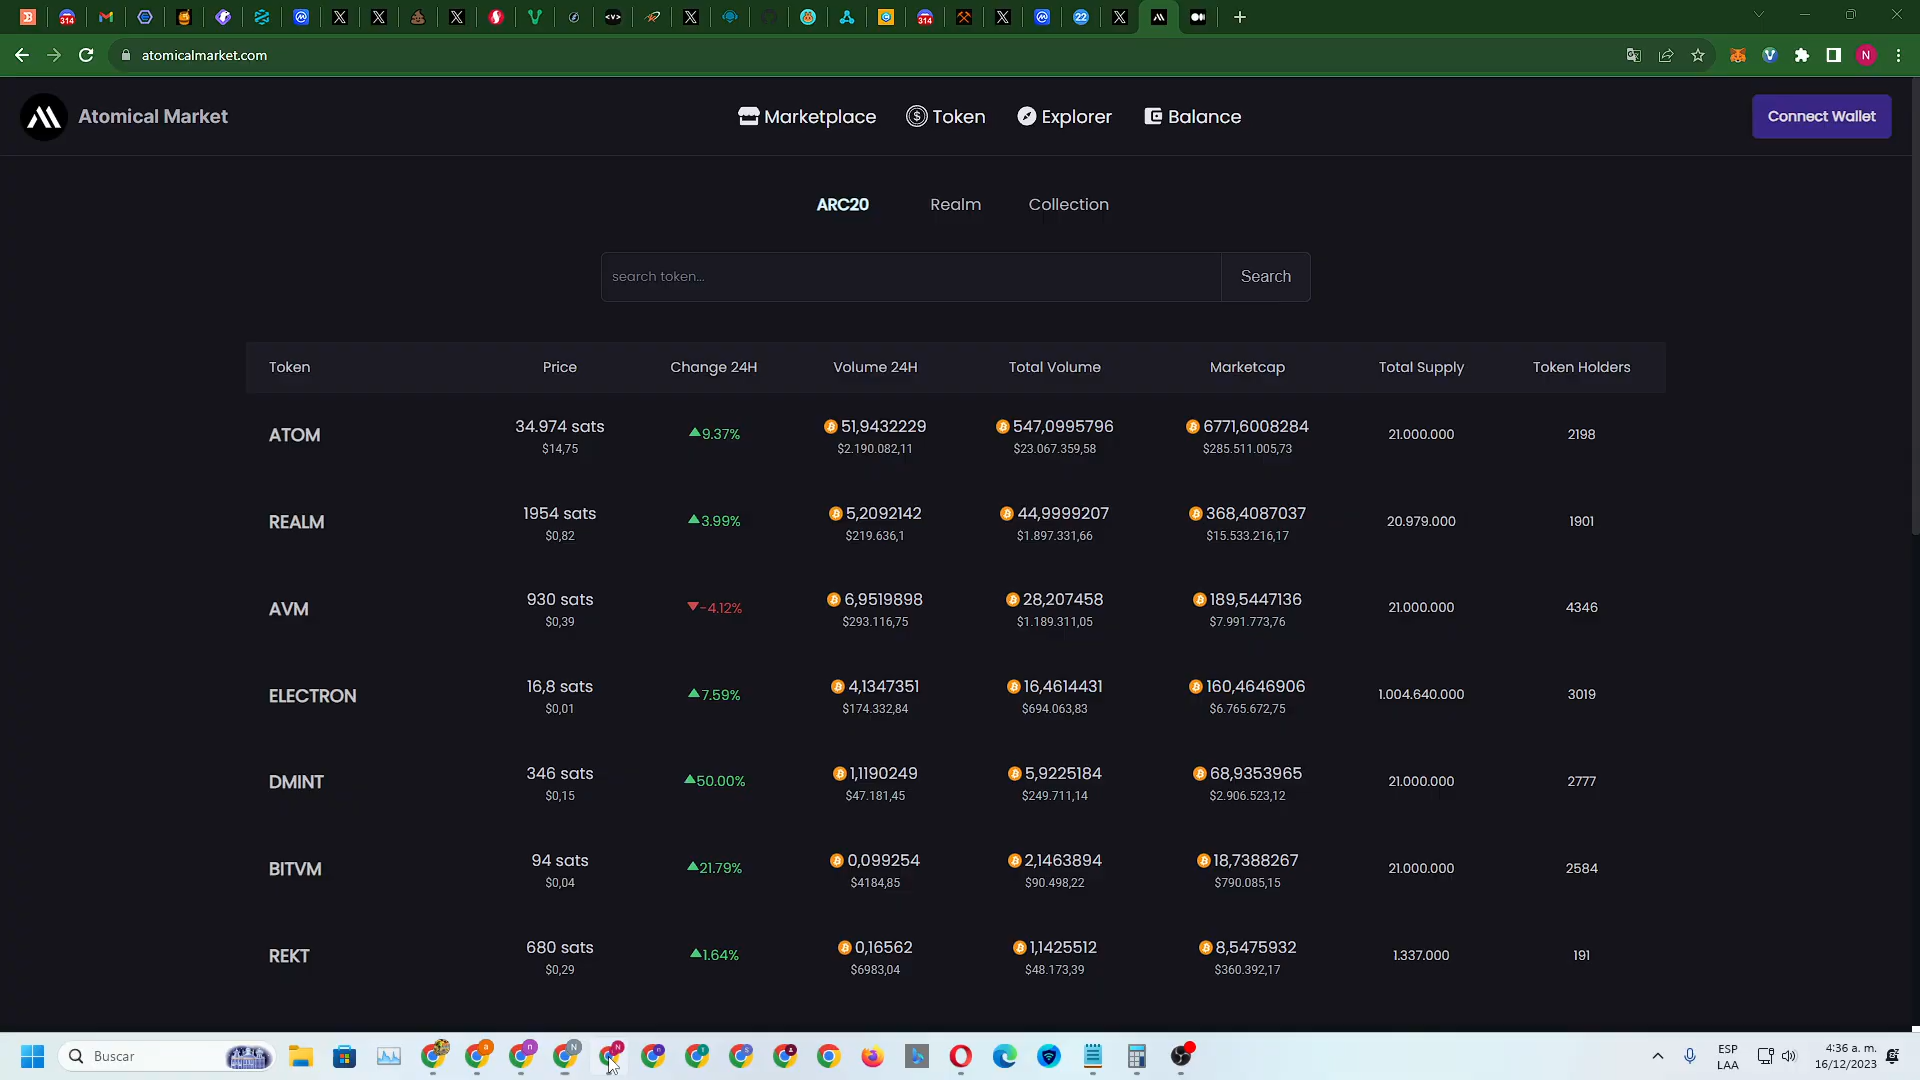 atomicalmarket.com
Atomical Market
Marketplace
Token
Explorer
Balance
Connect Wallet
ARC20
Realm
Collection
search token...
Search
Token Price Change 24H Volume 24H Total Volume Marketcap Total Supply Token Holders
ATOM 34.974 sats 9.37% 51,9432229 547,0995796 6771,6008284 21.000.000 2198
$14,75 $2.190.082,11 $23.067.359,58 $285.511.005,73
REALM 1954 sats 3.99% 5,2092142 44,9999207 368,4087037 20.979.000 1901
$0,82 $219.636,1 $1.897.331,66 $15.533.216,17
AVM 930 sats -4.12% 6,9519898 28,207458 189,5447136 21.000.000 4346
$0,39 $293.116,75 $1.189.311,05 $7.991.773,76
ELECTRON 16,8 sats 7.59% 4,1347351 16,4614431 160,4646906 1.004.640.000 3019
$0,01 $174.332,84 $694.063,83 $6.765.672,75
DMINT 346 sats 50.00% 1,1190249 5,9225184 68,9353965 21.000.000 2777
$0,15 $47.181,45 $249.711,14 $2.906.523,12
BITVM 94 sats 21.79% 0,099254 2,1463894 18,7388267 21.000.000 2584
$0,04 $4184,85 $90.498,22 $790.085,15
REKT 680 sats 1.64% 0,16562 1,1425512 8,5475932 1.337.000 191
$0,29 $6983,04 $48.173,39 $360.392,17
Buscar
ESP
LAA
4:36 a. m.
16/12/2023